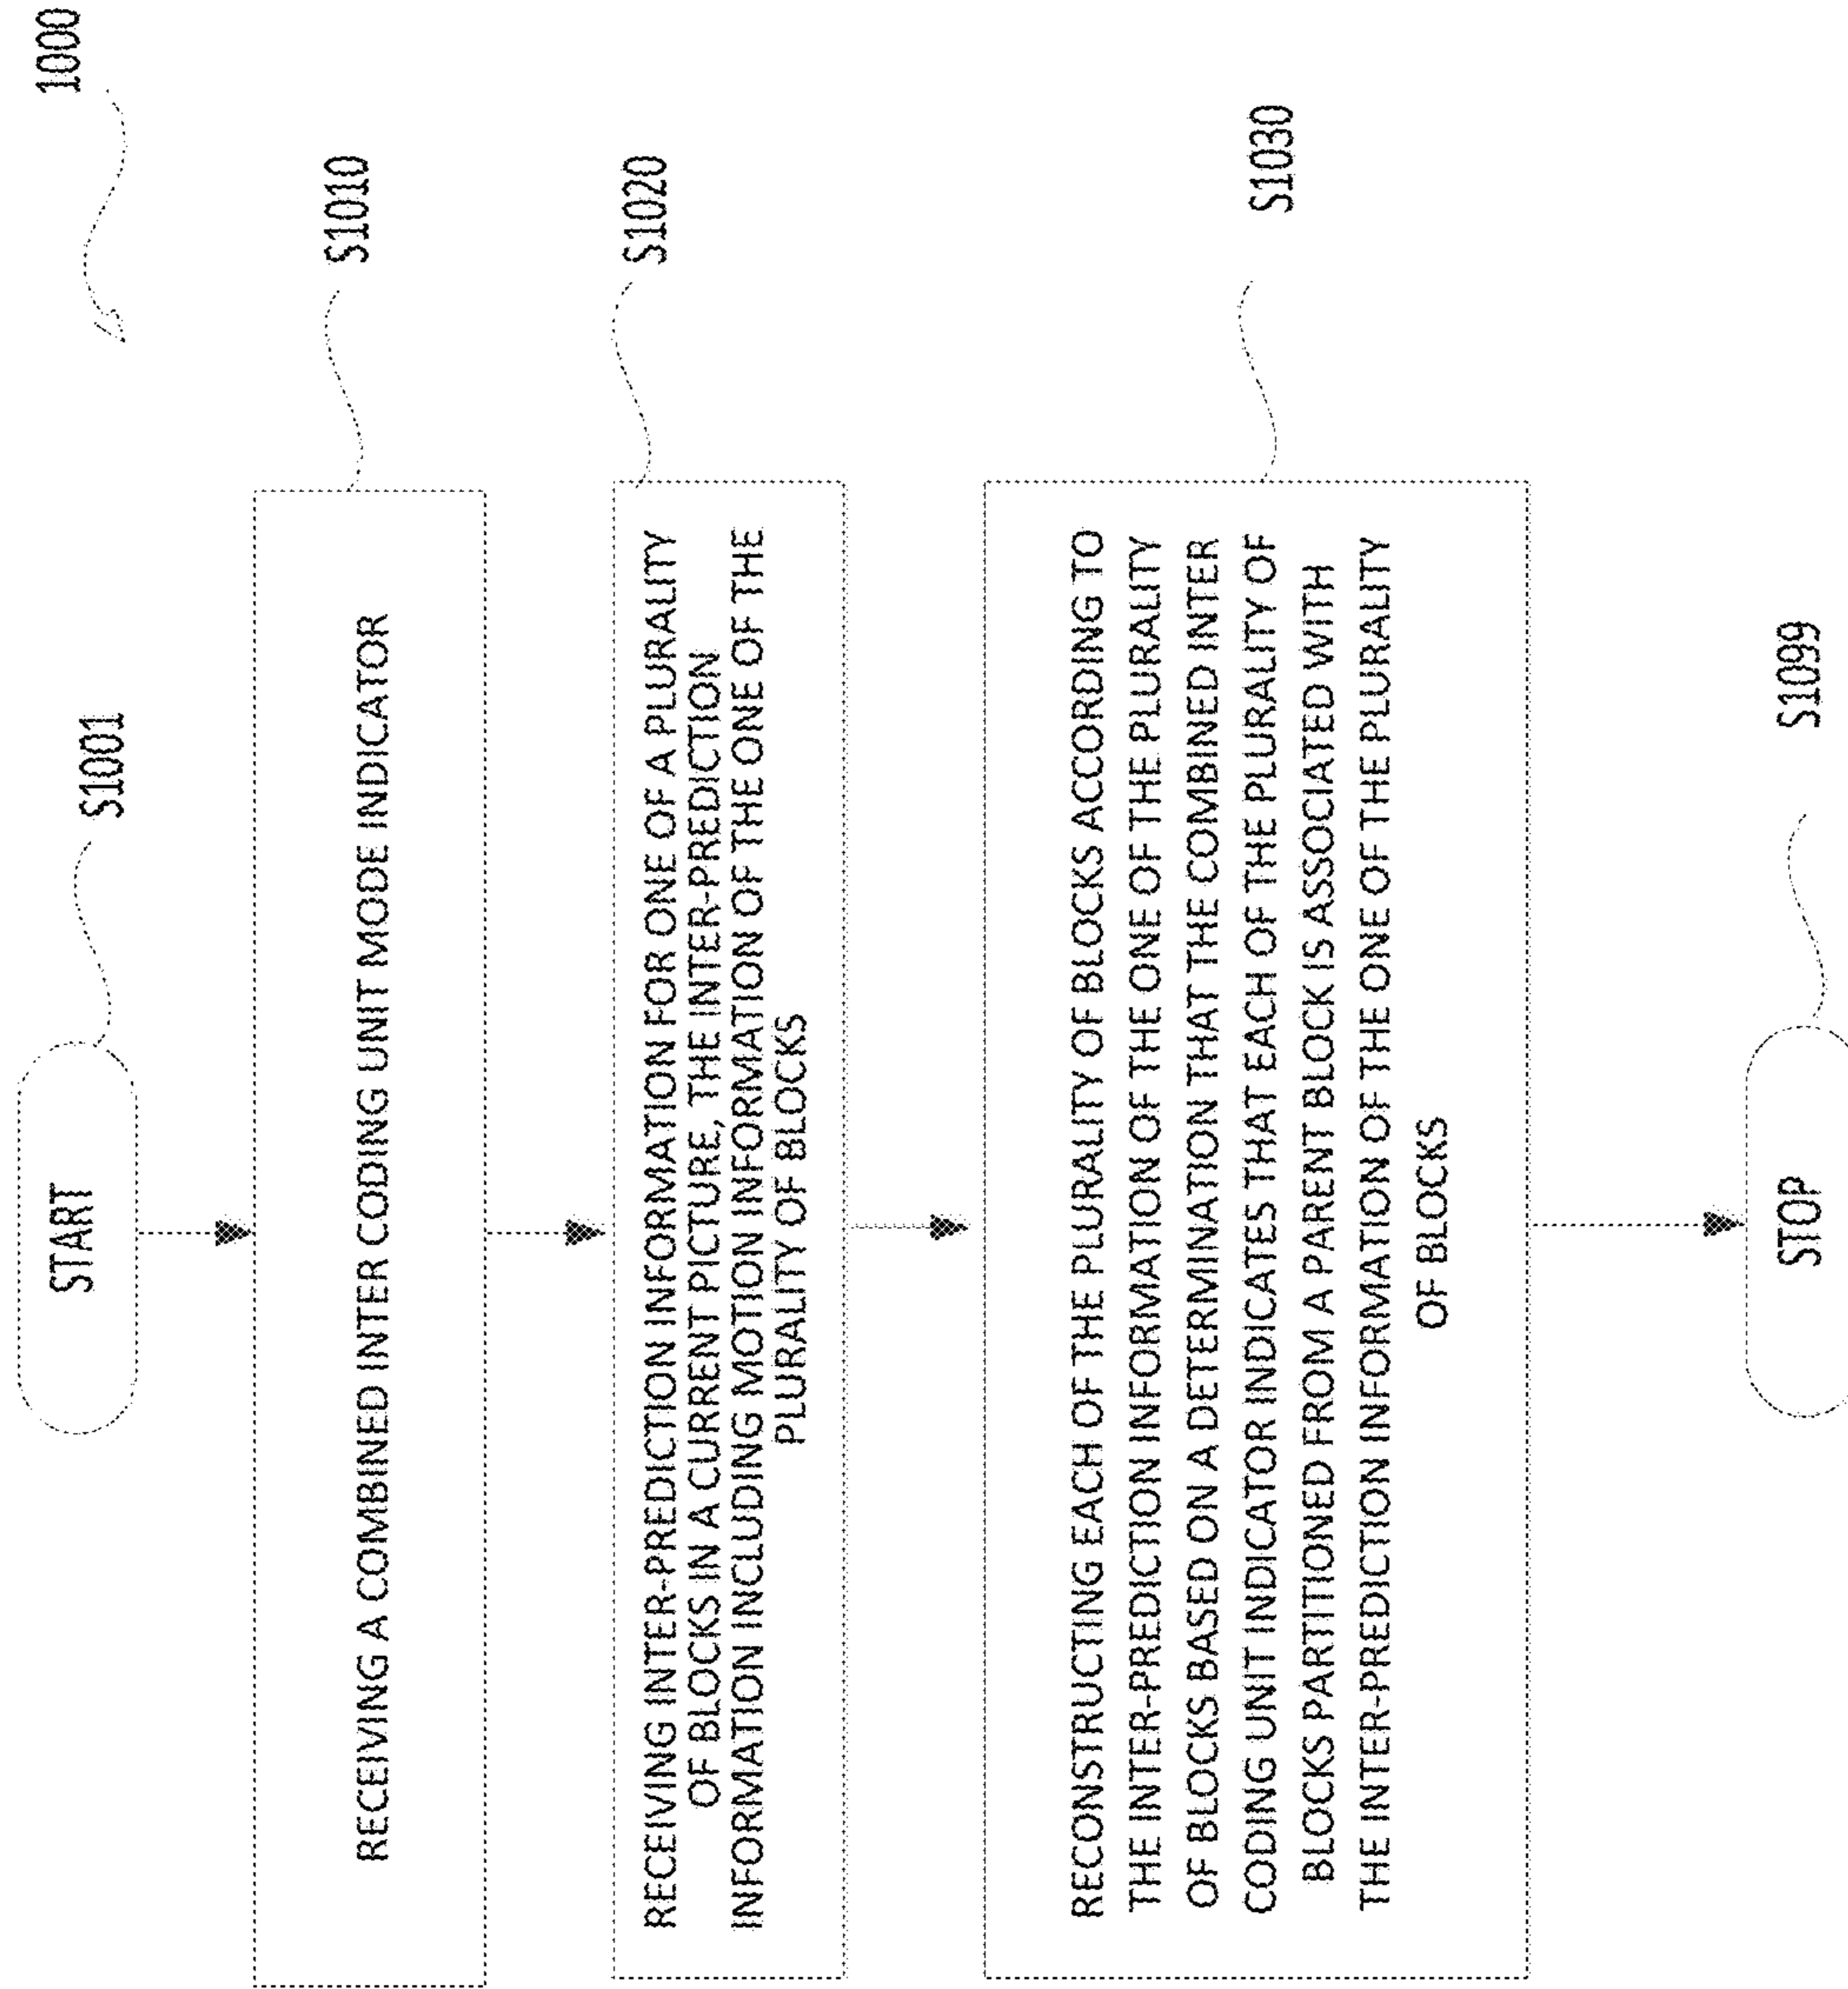 1000
START
S1001
RECEIVING A COMBINED INTER CODING UNIT MODE INDICATOR
S1010
RECEIVING INTER-PREDICTION INFORMATION FOR ONE OF A PLURALITY
OF BLOCKS IN A CURRENT PICTURE, THE INTER-PREDICTION
INFORMATION INCLUDING MOTION INFORMATION OF THE ONE OF THE
PLURALITY OF BLOCKS
S1020
RECONSTRUCTING EACH OF THE PLURALITY OF BLOCKS ACCORDING TO
THE INTER-PREDICTION INFORMATION OF THE ONE OF THE PLURALITY
OF BLOCKS BASED ON A DETERMINATION THAT THE COMBINED INTER
CODING UNIT INDICATOR INDICATES THAT EACH OF THE PLURALITY OF
BLOCKS PARTITIONED FROM A PARENT BLOCK IS ASSOCIATED WITH
THE INTER-PREDICTION INFORMATION OF THE ONE OF THE PLURALITY
OF BLOCKS
S1030
STOP
S1099